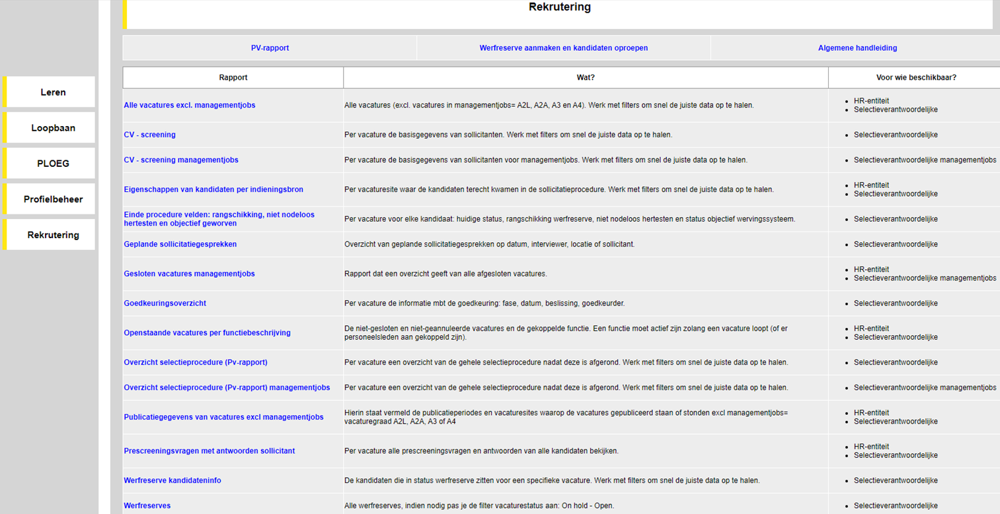 Rekrutering
PV-rapport
Werfreserve aanmaken en kandidaten oproepen
Algemene handleiding
Leren
Loopbaan
PLOEG
Profielbeheer
Rekrutering
Rapport
Wat?
Voor wie beschikbaar?
Alle vacatures excl. managementjobs
Alle vacatures (excl. vacatures in managementjobs= A2L, A2A, A3 en A4). Werk met filters om snel de juiste data op te halen.
• HR-entiteit
• Selectieverantwoordelijke
CV - screening
Per vacature de basisgegevens van sollicitanten. Werk met filters om snel de juiste data op te halen.
• Selectieverantwoordelijke
CV - screening managementjobs
Per vacature de basisgegevens van sollicitanten voor managementjobs. Werk met filters om snel de juiste data op te halen.
• Selectieverantwoordelijke managementjobs
Eigenschappen van kandidaten per indieningsbron
Per vacaturesite waar de kandidaten terecht kwamen in de sollicitatieprocedure. Werk met filters om snel de juiste data op te halen.
• HR-entiteit
• Selectieverantwoordelijke
Einde procedure velden: rangschikking, niet nodeloos
hertesten en objectief geworven
Per vacature voor elke kandidaat: huidige status, rangschikking werfreserve, niet nodeloos hertesten en status objectief wervingssysteem.
• Selectieverantwoordelijke
Geplande sollicitatiegesprekken
Overzicht van geplande sollicitatiegesprekken op datum, interviewer, locatie of sollicitant.
• Selectieverantwoordelijke
Gesloten vacatures managementjobs
Rapport dat een overzicht geeft van alle afgesloten vacatures.
• HR-entiteit
• Selectieverantwoordelijke managementjobs
Goedkeuringsoverzicht
Per vacature de informatie mbt de goedkeuring: fase, datum, beslissing, goedkeurder.
• Selectieverantwoordelijke
Openstaande vacatures per functiebeschrijving
De niet-gesloten en niet-geannuleerde vacatures en de gekoppelde functie. Een functie moet actief zijn zolang een vacature loopt (of er
personeelsleden aan gekoppeld zijn).
• HR-entiteit
• Selectieverantwoordelijke
Overzicht selectieprocedure (Pv-rapport)
Per vacature een overzicht van de gehele selectieprocedure nadat deze is afgerond. Werk met filters om snel de juiste data op te halen.
• Selectieverantwoordelijke
Overzicht selectieprocedure (Pv-rapport) managementjobs
Per vacature een overzicht van de gehele selectieprocedure nadat deze is afgerond. Werk met filters om snel de juiste data op te halen.
• Selectieverantwoordelijke managementjobs
Publicatiegegevens van vacatures excl managementjobs
Hierin staat vermeld de publicatieperiodes en vacaturesites waarop de vacatures gepubliceerd staan of stonden excl managementjobs=
vacaturegraad A2L, A2A, A3 of A4
• HR-entiteit
• Selectieverantwoordelijke
Prescreeningsvragen met antwoorden sollicitant
Per vacature alle prescreeningsvragen en antwoorden van alle kandidaten bekijken.
• HR-entiteit
• Selectieverantwoordelijke
Werfreserve kandidateninfo
De kandidaten die in status werfreserve zitten voor een specifieke vacature. Werk met filters om snel de juiste data op te halen.
• Selectieverantwoordelijke
Werfreserves
Alle werfreserves, indien nodig pas je de filter vacaturestatus aan: On hold - Open.
• Selectieverantwoordelijke